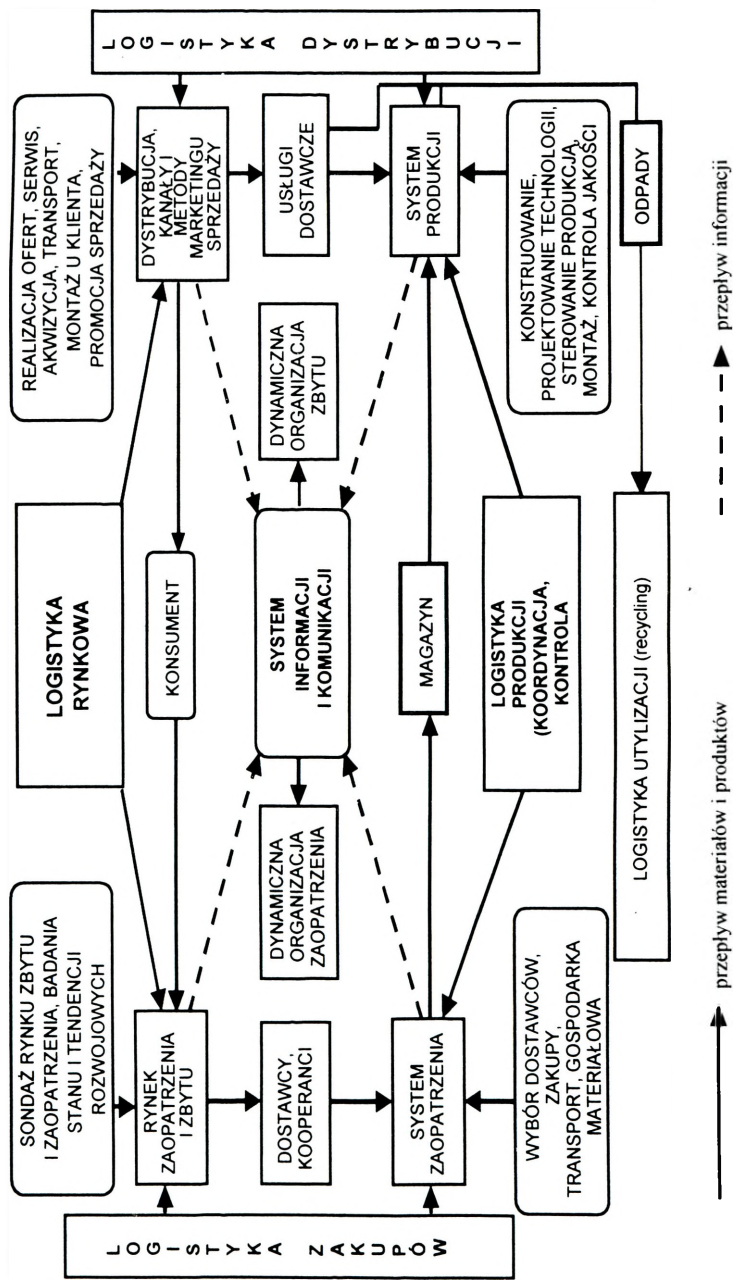 LOGISTYKA ZAKUPÓW
SONDAŻ RYNKU ZBYTU
I ZAOPATRZENIA, BADANIA
STANU I TENDENCJI
ROZWOJOWYCH
LOGISTYKA
RYNKOWA
REALIZACJA OFERT, SERWIS,
AKWIZYCJA, TRANSPORT,
MONTAŻ U KLIENTA,
PROMOCJA SPRZEDAŻY
LOGISTYKA DYSTRYBUCJI
RYNEK
ZAOPATRZENIA
I ZBYTU
KONSUMENT
DYSTRYBUCJA,
KANAŁY I
METODY
MARKETINGU
SPRZEDAŻY
DOSTAWCY,
KOOPERANCI
DYNAMICZNA
ORGANIZACJA
ZAOPATRZENIA
SYSTEM
INFORMACJI
I KOMUNIKACJI
DYNAMICZNA
ORGANIZACJA
ZBYTU
USŁUGI
DOSTAWCZE
SYSTEM
ZAOPATRZENIA
MAGAZYN
SYSTEM
PRODUKCJI
WYBÓR DOSTAWCÓW,
ZAKUPY,
TRANSPORT, GOSPODARKA
MATERIAŁOWA
LOGISTYKA
PRODUKCJI
(KOORDYNACJA,
KONTROLA
KONSTRUOWANIE,
PROJEKTOWANIE TECHNOLOGII,
STEROWANIE PRODUKCJĄ,
MONTAŻ, KONTROLA JAKOŚCI
LOGISTYKA UTYLIZACJI (recycling)
ODPADY
przepływ materiałów i produktów
przepływ informacji